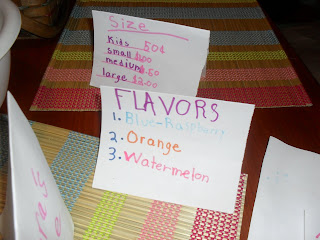 Size
Kids 50¢
small $1.00
medium $1.50
large $2.00
FLAVORS
1. Blue-Raspberry
2. Orange
3. Watermelon